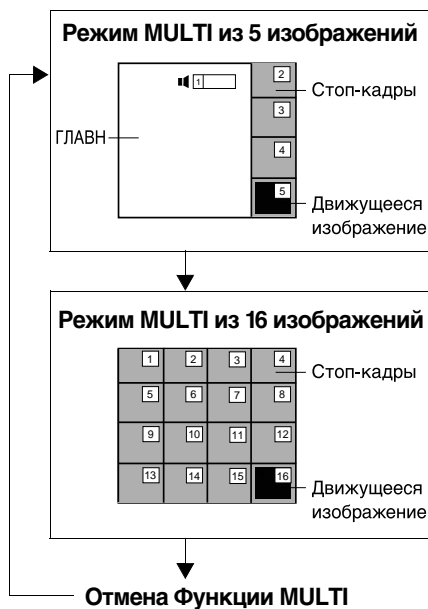 Режим MULTI из 5 изображений
1
2
Стоп-кадры
3
ГЛАВН
4
5
Движущееся
изображение
Режим MULTI из 16 изображений
1 2 3 4
Стоп-кадры
5 6 7 8
9 10 11 12
13 14 15 16
Движущееся
изображение
Отмена Функции MULTI